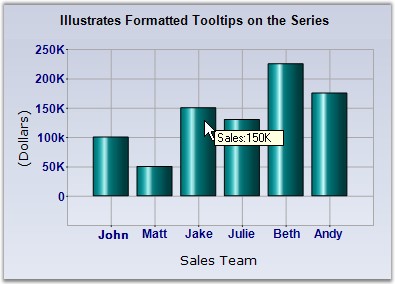 Illustrates Formatted Tooltips on the Series
250K
200K
150K
100k
50K
0
(Dollars)
Sales:150K
John Matt Jake Julie Beth Andy
Sales Team